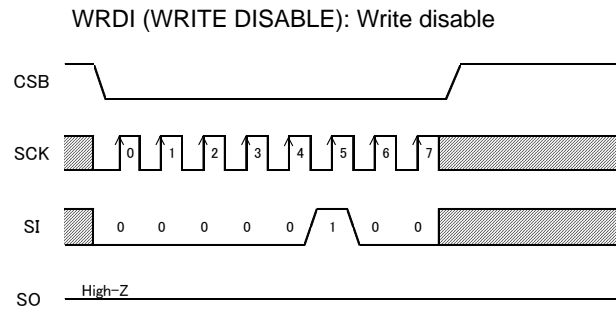 WRDI (WRITE DISABLE): Write disable
CSB
SCK 0 1 2 3 4 5 6 7
SI 0 0 0 0 0 1 0 0
SO High-Z